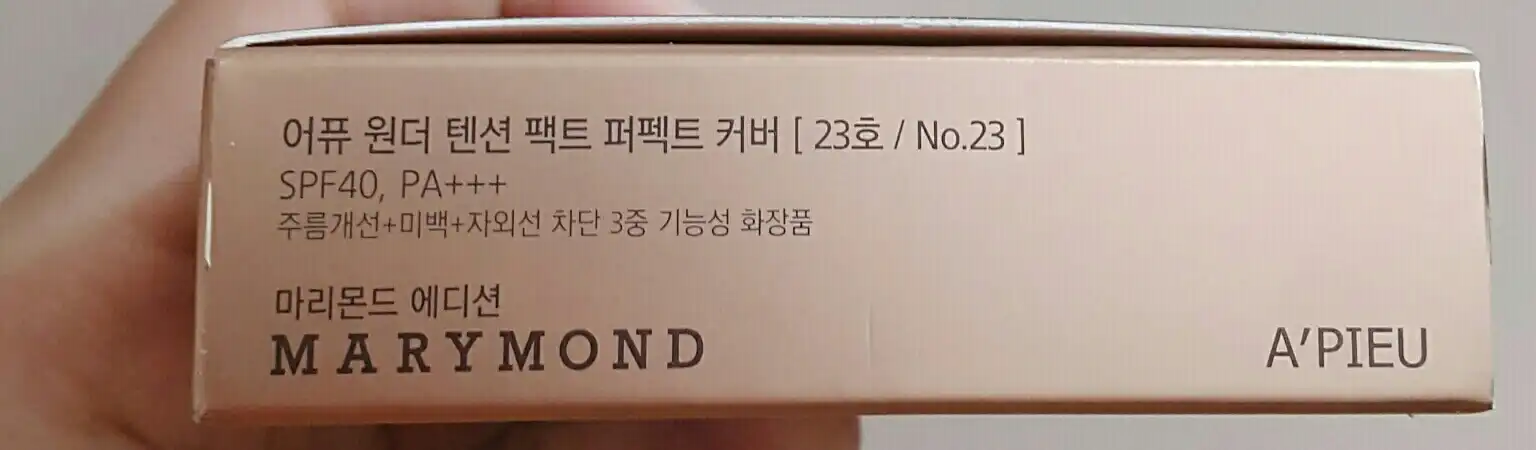 어퓨 원더 텐션 팩트 퍼펙트 커버 [ 23호 / No.23 ]
SPF40, PA+++
주름개선+미백+자외선 차단 3중 기능성 화장품
마리몬드 에디션
MARYMOND
A'PIEU